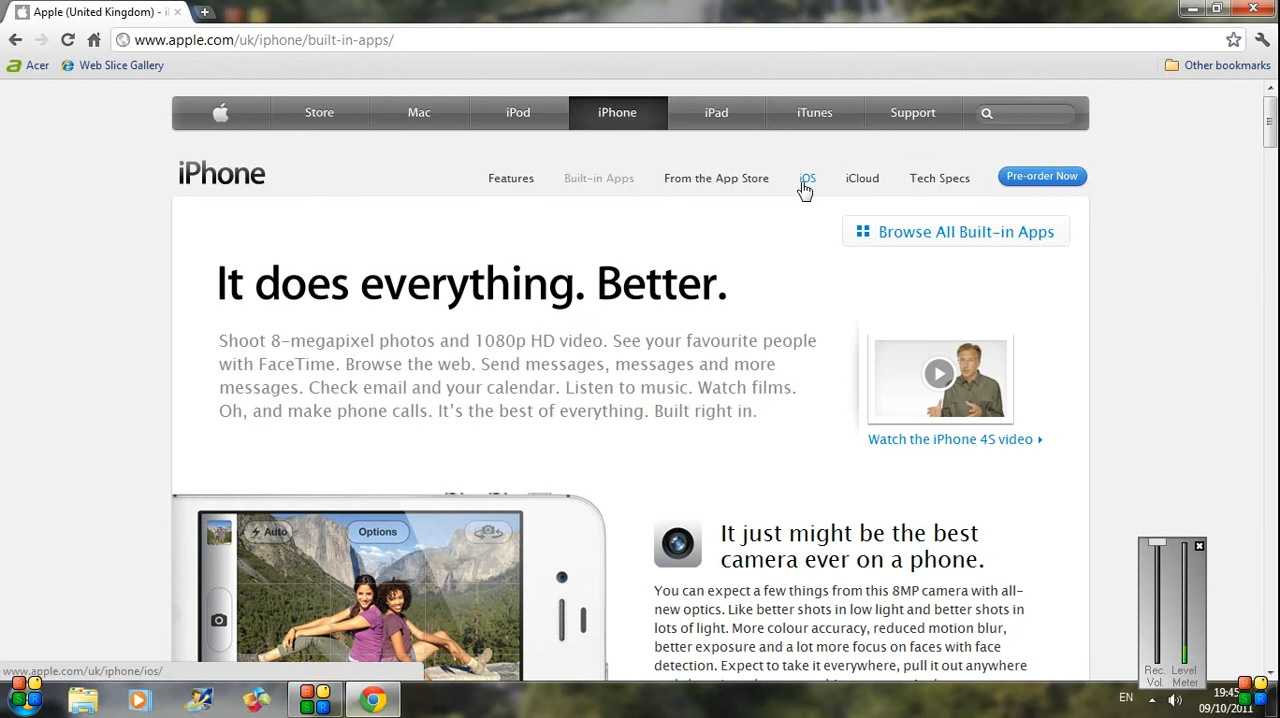 Apple (United Kingdom) - i
www.apple.com/uk/iphone/built-in-apps/
Acer Web Slice Gallery Other bookmarks
Store Mac iPod iPhone iPad iTunes Support
iPhone Features Built-in Apps From the App Store iOS iCloud Tech Specs Pre-order Now
Browse All Built-in Apps
It does everything. Better.
Shoot 8-megapixel photos and 1080p HD video. See your favourite people
with FaceTime. Browse the web. Send messages, messages and more
messages. Check email and your calendar. Listen to music. Watch films.
Oh, and make phone calls. It's the best of everything. Built right in.
Watch the iPhone 4S video
Auto Options
It just might be the best
camera ever on a phone.
You can expect a few things from this 8MP camera with all-
new optics. Like better shots in low light and better shots in
lots of light. More colour accuracy, reduced motion blur,
better exposure and a lot more focus on faces with face
detection. Expect to take it everywhere, pull it out anywhere
www.apple.com/uk/iphone/ios/
Rec. Level
Vol. Meter
B C
S R
B C
S R
EN
19:45
09/10/2011